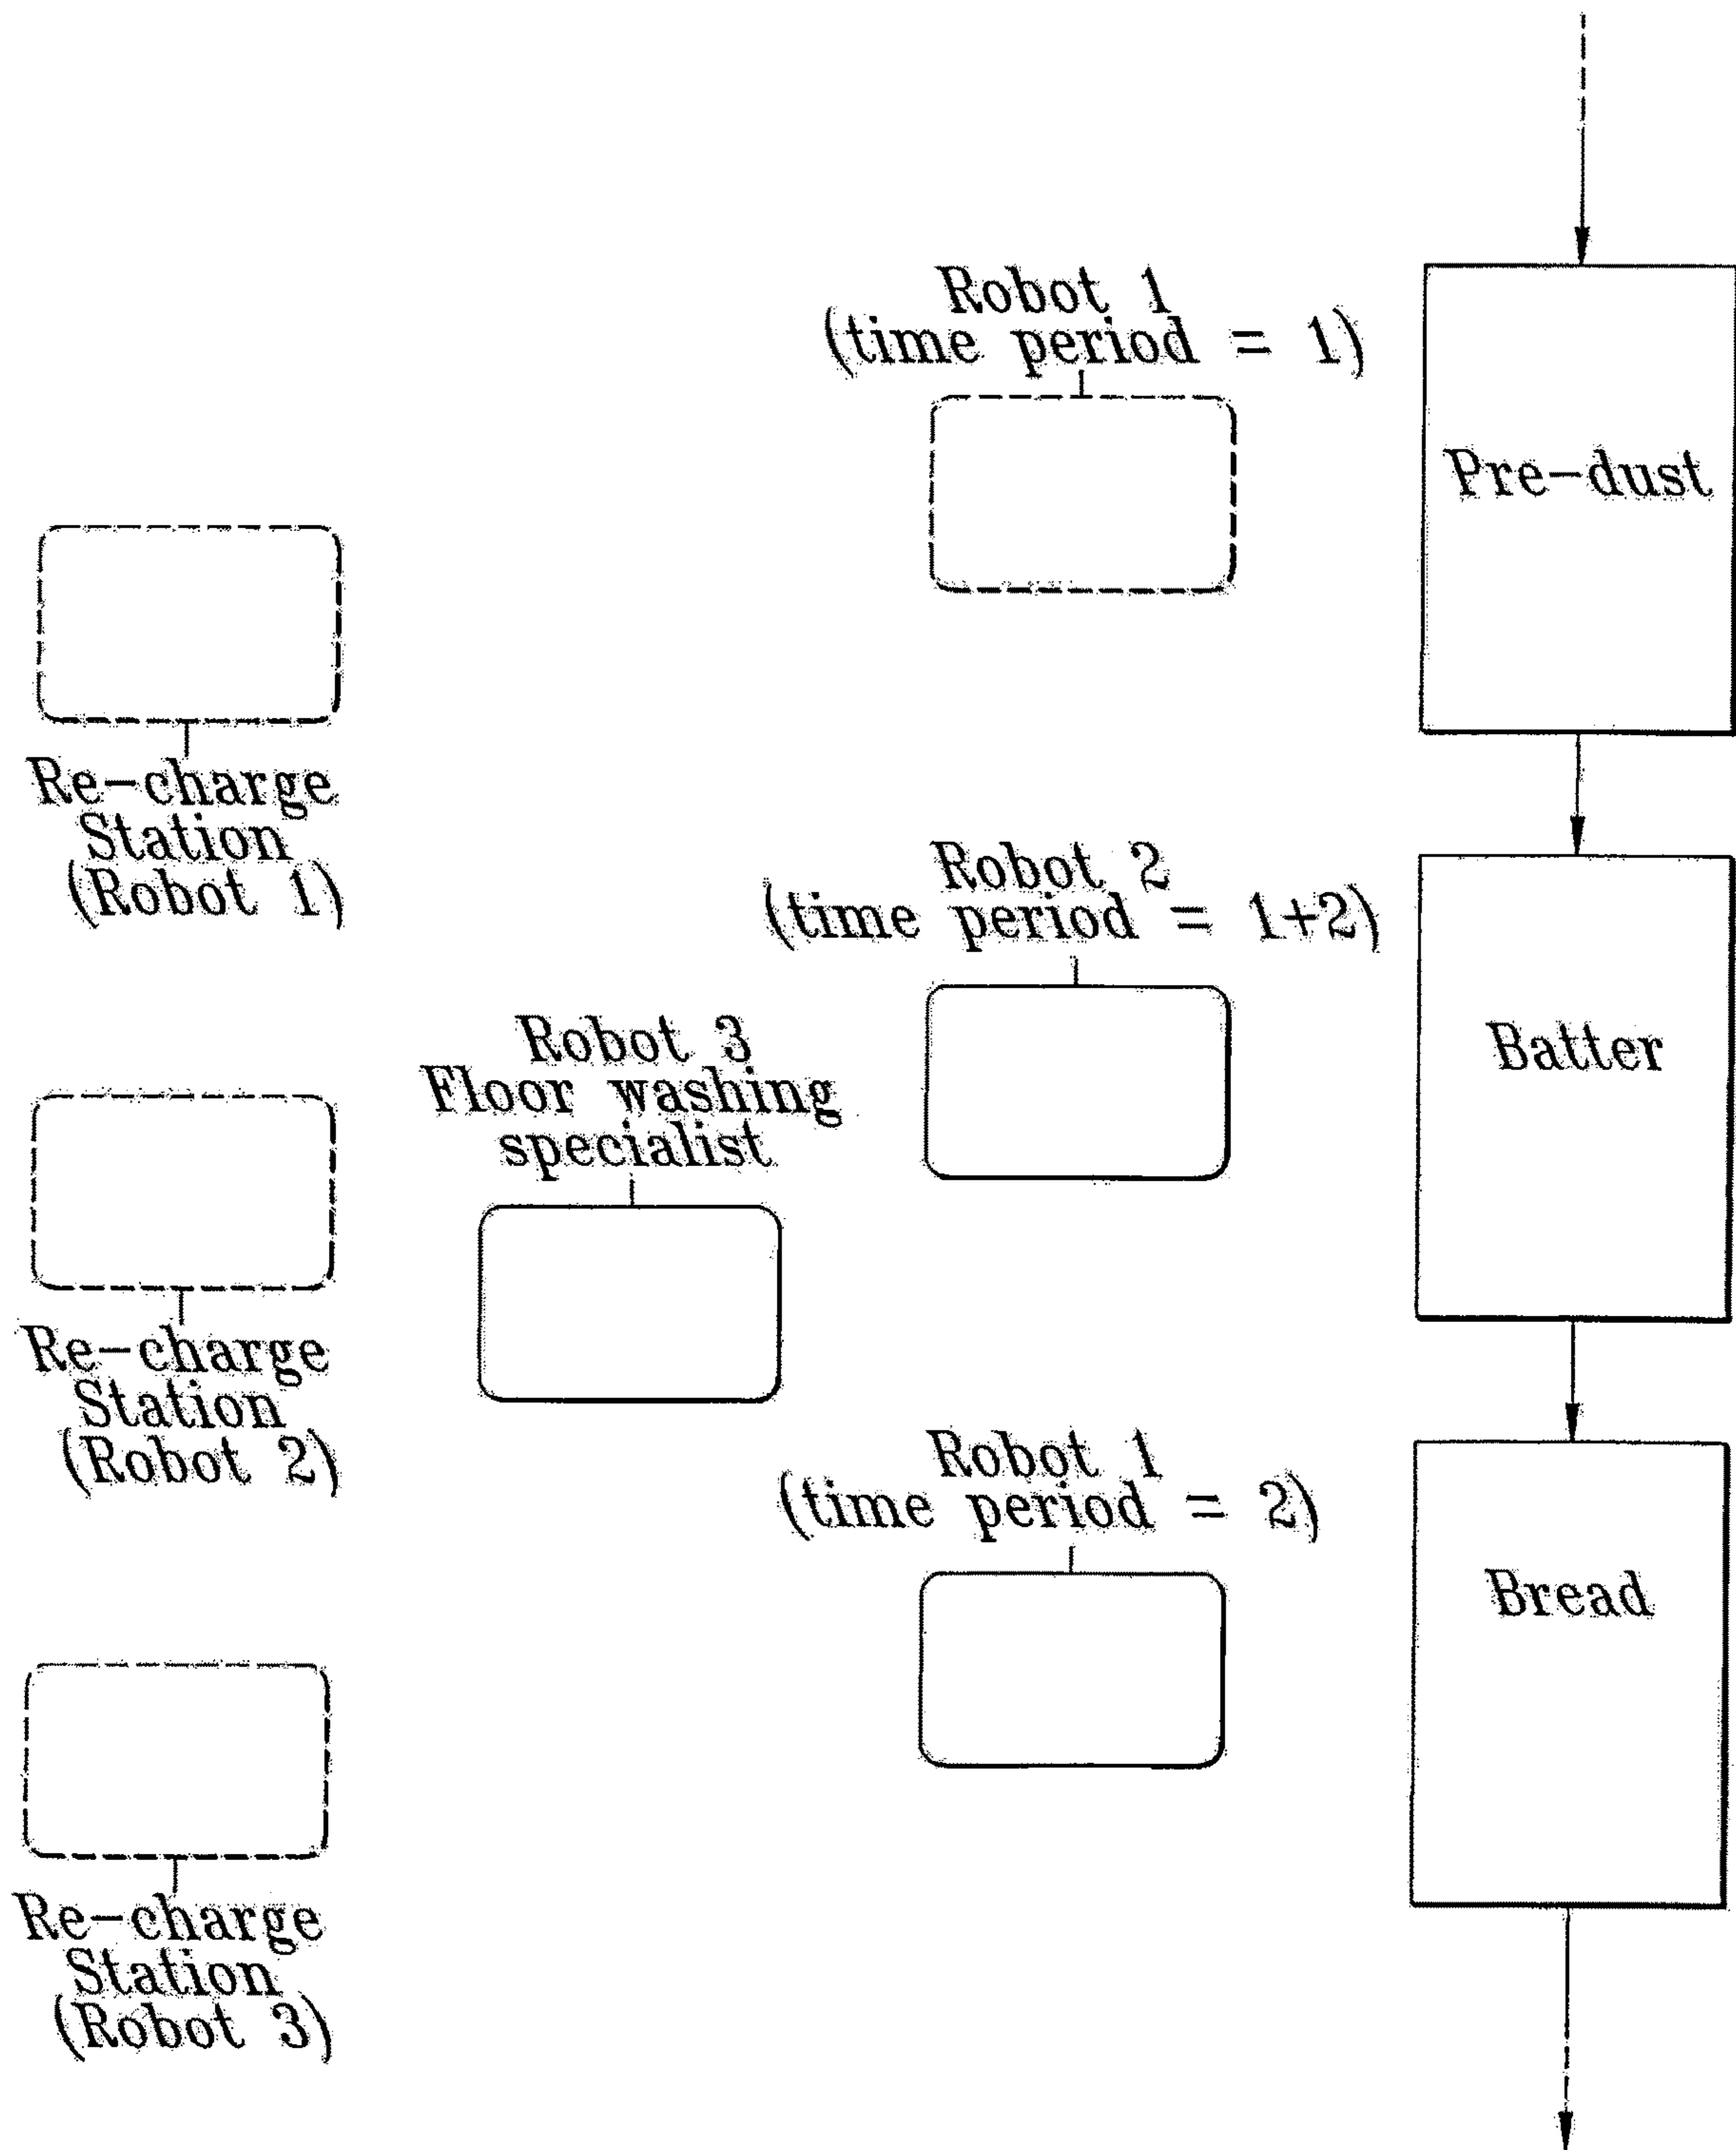 Robot 1
(time period = 1)
Pre-dust
Re-charge
Station
(Robot 1)
Robot 2
(time period = 1+2)
Batter
Robot 3
Floor washing
specialist
Re-charge
Station
(Robot 2)
Robot 1
(time period = 2)
Bread
Re-charge
Station
(Robot 3)